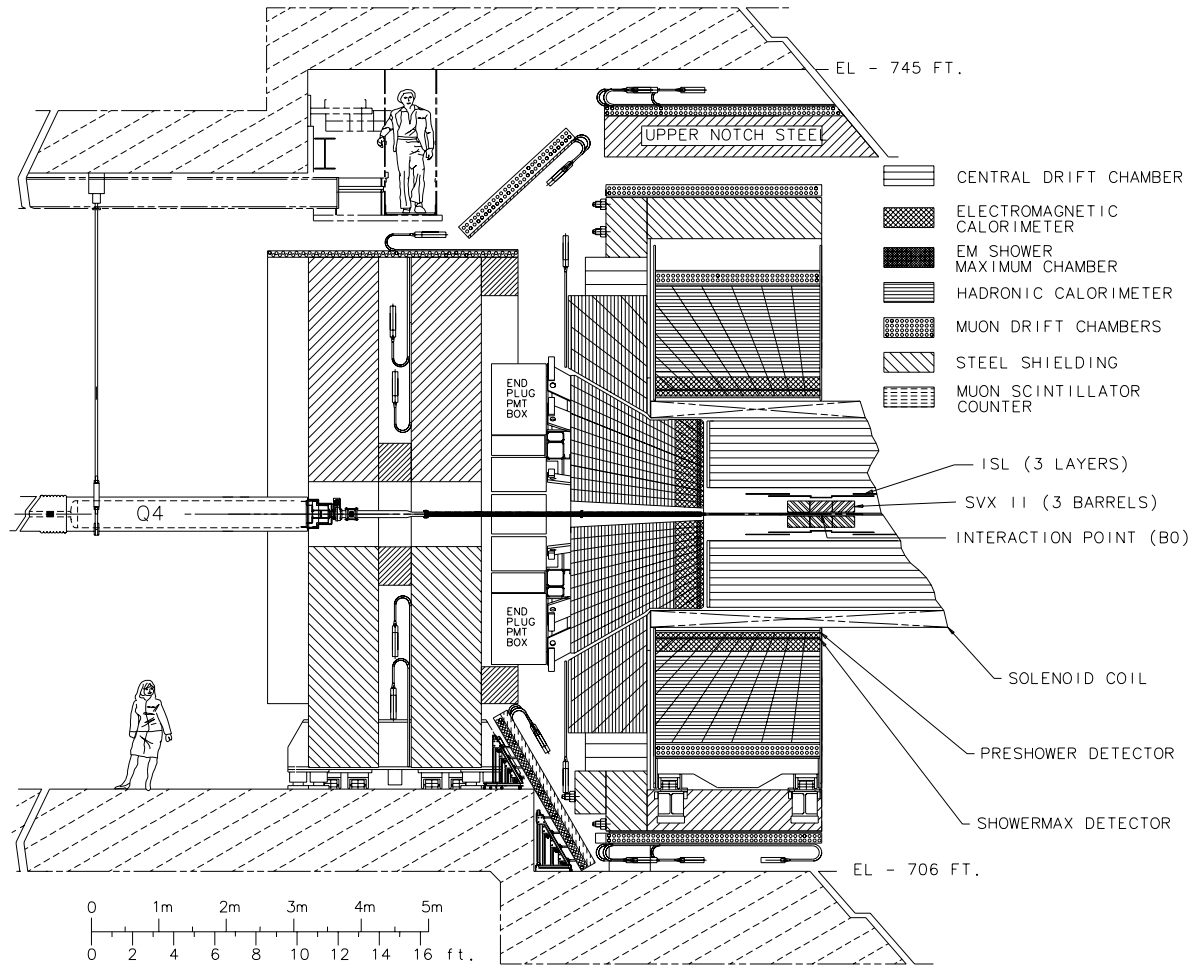 EL - 745 FT.
UPPER NOTCH STEEL
CENTRAL DRIFT CHAMBER
ELECTROMAGNETIC
CALORIMETER
EM SHOWER
MAXIMUM CHAMBER
HADRONIC CALORIMETER
MUON DRIFT CHAMBERS
STEEL SHIELDING
MUON SCINTILLATOR
COUNTER
END
PLUG
PMT
BOX
ISL (3 LAYERS)
SVX II (3 BARRELS)
Q4
INTERACTION POINT (B0)
END
PLUG
PMT
BOX
SOLENOID COIL
PRESHOWER DETECTOR
SHOWERMAX DETECTOR
EL - 706 FT.
0 1m 2m 3m 4m 5m
0 2 4 6 8 10 12 14 16 ft.